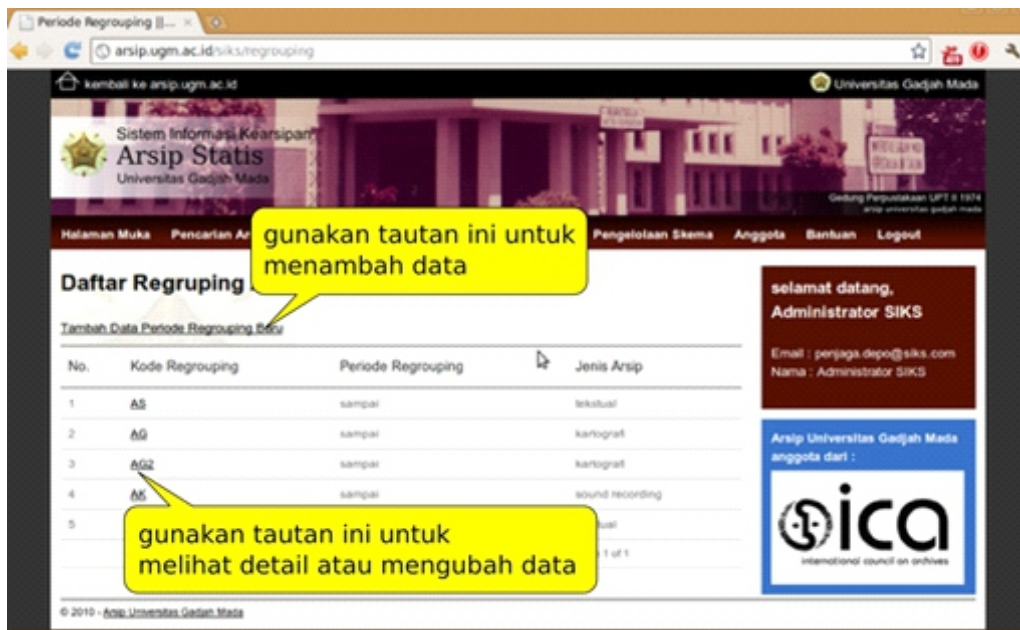 Periode Regrouping ||...
arsip.ugm.ac.id/siks/regrouping
kembali ke arsip.ugm.ac.id
Universitas Gadjah Mada
Sistem Informasi Kearsipan
Arsip Statis
Universitas Gadjah Mada
Gedung Perpustakaan UPT II 1974
arsip universitas gadjah mada
Halaman Muka Pencarian Pengelolaan Skema Anggota Bantuan Logout
gunakan tautan ini untuk
menambah data
Daftar Regruping
Tambah Data Periode Regrouping Baru
No. Kode Regrouping Periode Regrouping Jenis Arsip
1 AS sampai tekstual
2 AG sampai kartografi
3 AG2 sampai kartografi
4 AK sampai sound recording
5
1 of 1
gunakan tautan ini untuk
melihat detail atau mengubah data
© 2010 - Arsip Universitas Gadjah Mada
selamat datang,
Administrator SIKS
Email : penjaga.depo@siks.com
Nama : Administrator SIKS
Arsip Universitas Gadjah Mada
anggota dari :
ica
international council on archives